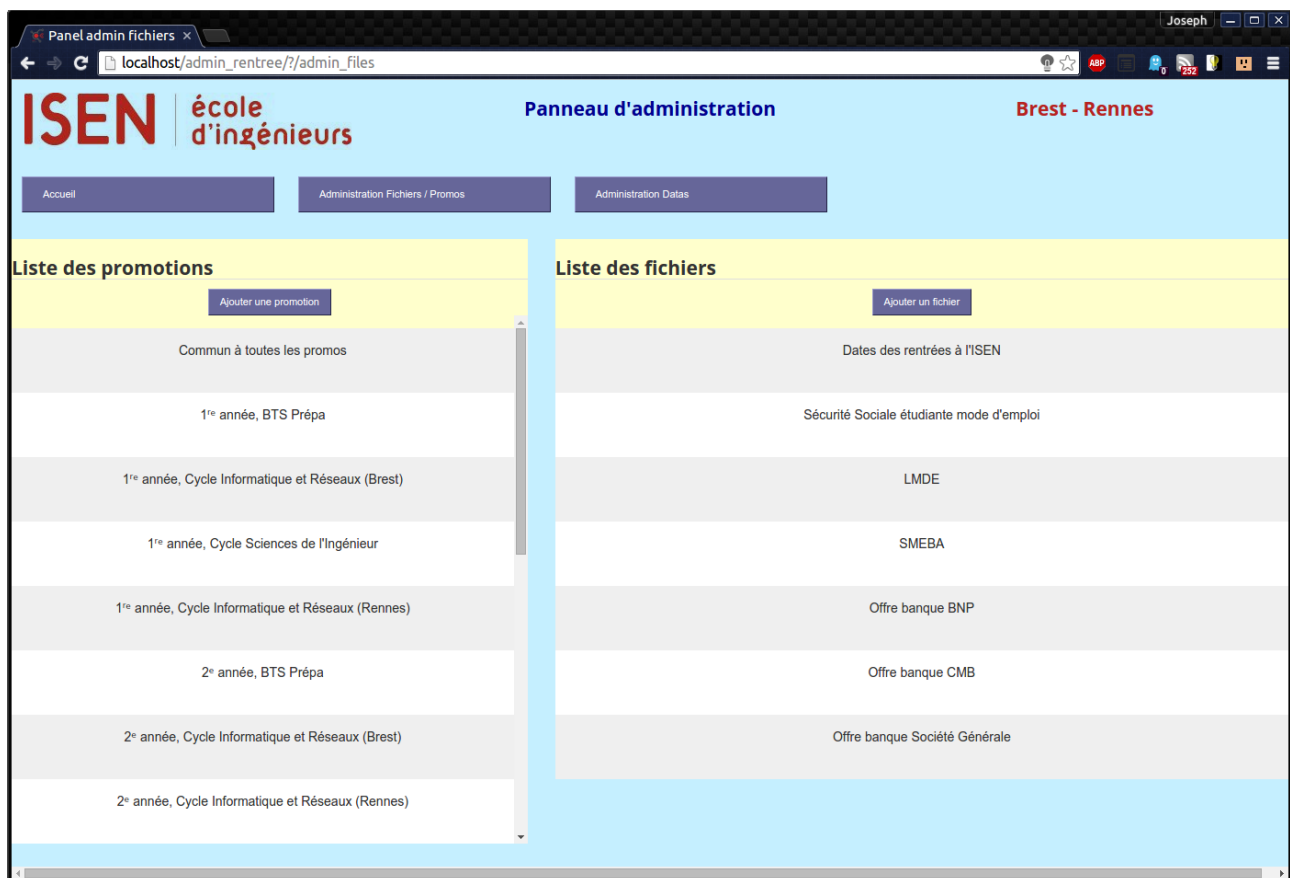 Joseph
Panel admin fichiers
localhost/admin_rentree/?/admin_files
ABP
0
252
ISEN
école
d'ingénieurs
Panneau d'administration
Brest - Rennes
Accueil
Administration Fichiers / Promos
Administration Datas
Liste des promotions
Ajouter une promotion
Commun à toutes les promos
1re année, BTS Prépa
1re année, Cycle Informatique et Réseaux (Brest)
1re année, Cycle Sciences de l'Ingénieur
1re année, Cycle Informatique et Réseaux (Rennes)
2e année, BTS Prépa
2e année, Cycle Informatique et Réseaux (Brest)
2e année, Cycle Informatique et Réseaux (Rennes)
Liste des fichiers
Ajouter un fichier
Dates des rentrées à l'ISEN
Sécurité Sociale étudiante mode d'emploi
LMDE
SMEBA
Offre banque BNP
Offre banque CMB
Offre banque Société Générale